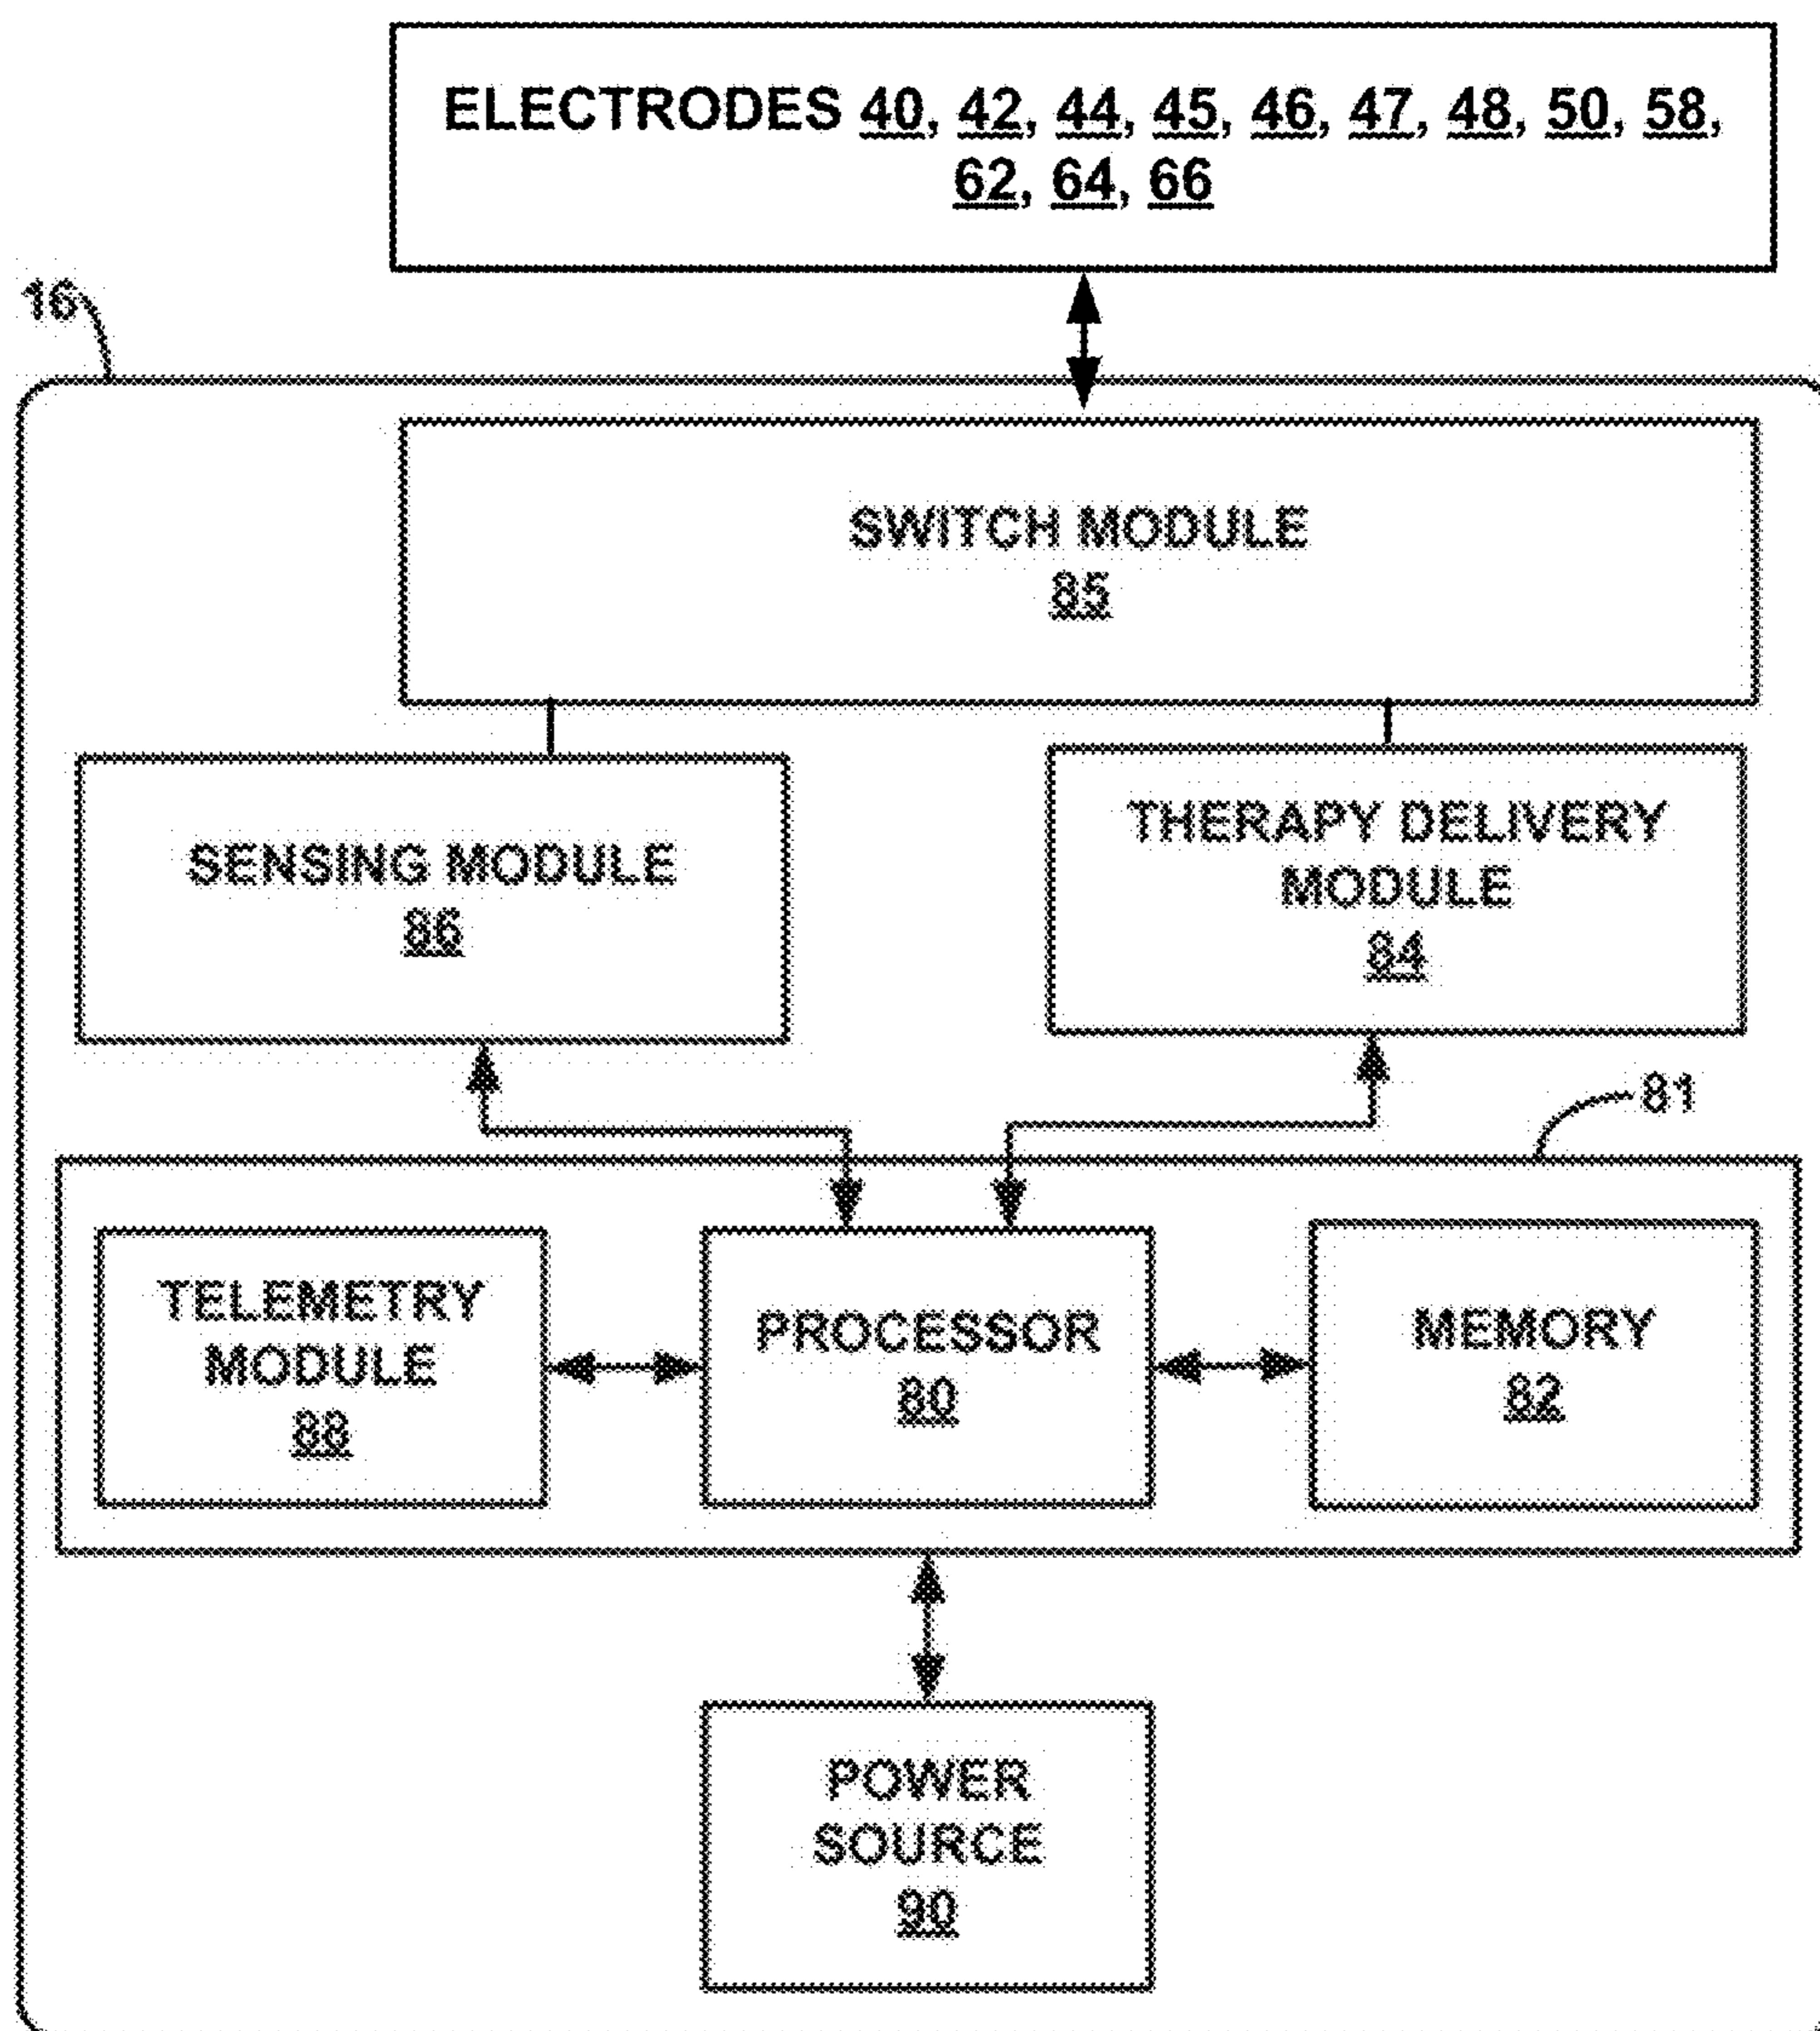 ELECTRODES 40, 42, 44, 45, 46, 47, 48, 50, 58,
62, 64, 66
16
SWITCH MODULE
85
SENSING MODULE
86
THERAPY DELIVERY
MODULE
84
81
TELEMETRY
MODULE
88
PROCESSOR
80
MEMORY
82
POWER
SOURCE
90